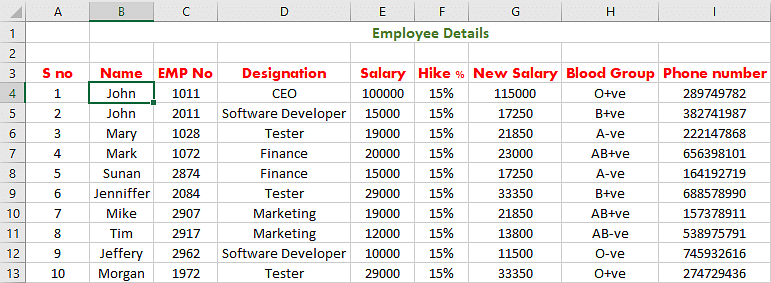 A B C D E F G H I
1 Employee Details
2
3 S no Name EMP No Designation Salary Hike % New Salary Blood Group Phone number
4 1 John 1011 CEO 100000 15% 115000 O+ve 289749782
5 2 John 2011 Software Developer 15000 15% 17250 B+ve 382741987
6 3 Mary 1028 Tester 19000 15% 21850 A-ve 222147868
7 4 Mark 1072 Finance 20000 15% 23000 AB+ve 656398101
8 5 Sunan 2874 Finance 15000 15% 17250 A-ve 164192719
9 6 Jenniffer 2084 Tester 29000 15% 33350 B+ve 688578990
10 7 Mike 2907 Marketing 19000 15% 21850 AB+ve 157378911
11 8 Tim 2917 Marketing 12000 15% 13800 AB-ve 538975791
12 9 Jeffery 2962 Software Developer 10000 15% 11500 O-ve 745932616
13 10 Morgan 1972 Tester 29000 15% 33350 O+ve 274729436